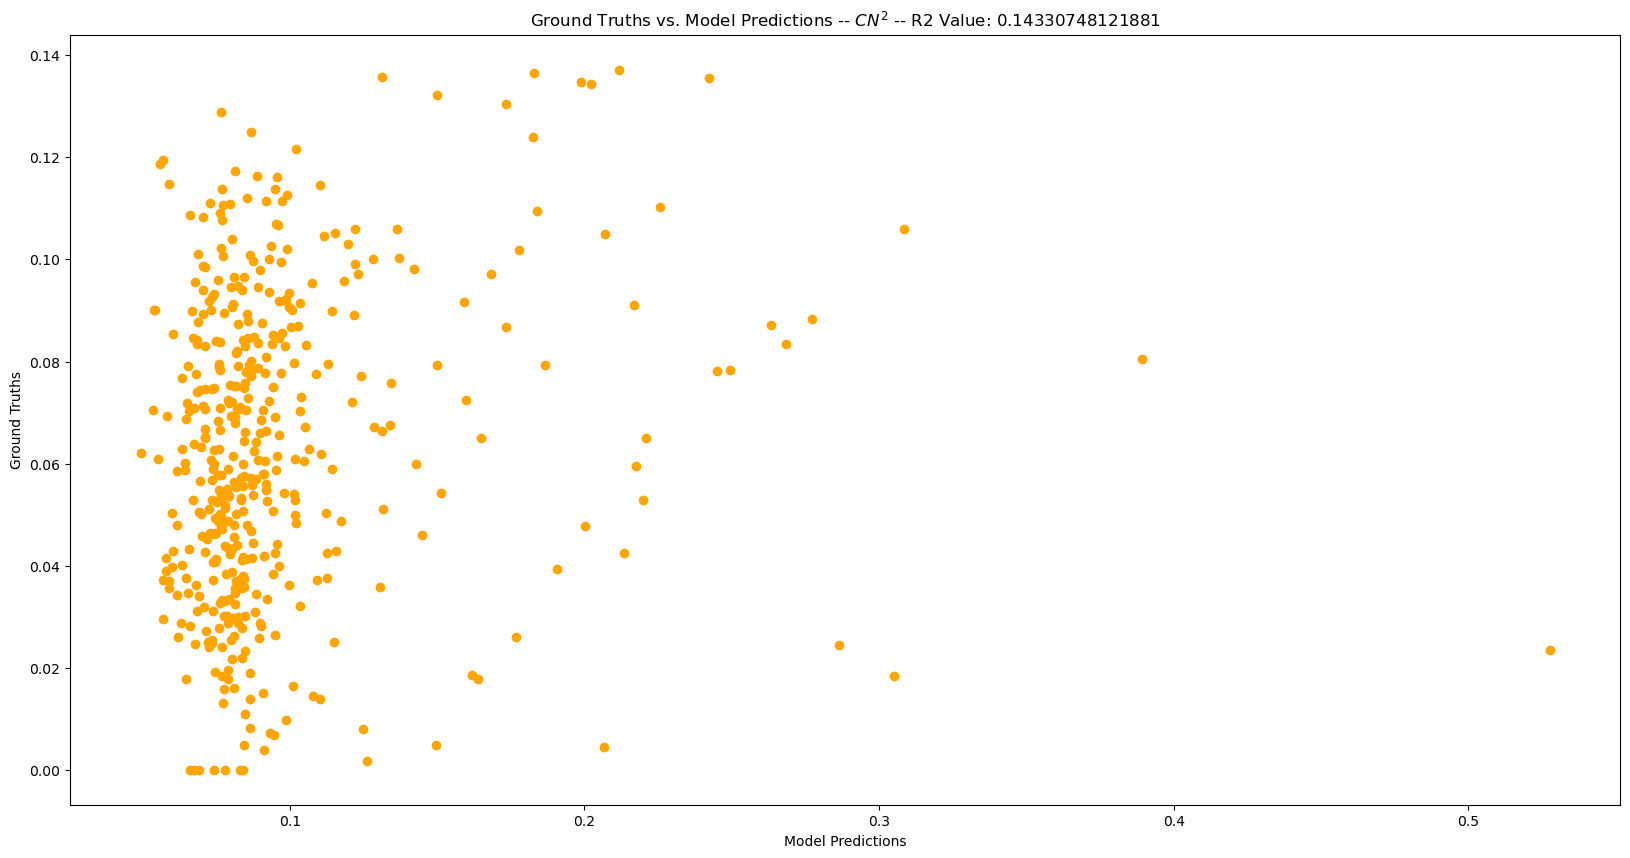 Ground Truths vs. Model Predictions -- CN² -- R2 Value: 0.14330748121881
0.14
0.12
0.10
0.08
0.06
0.04
0.02
0.00
Ground Truths
0.1 0.2 0.3 0.4 0.5
Model Predictions